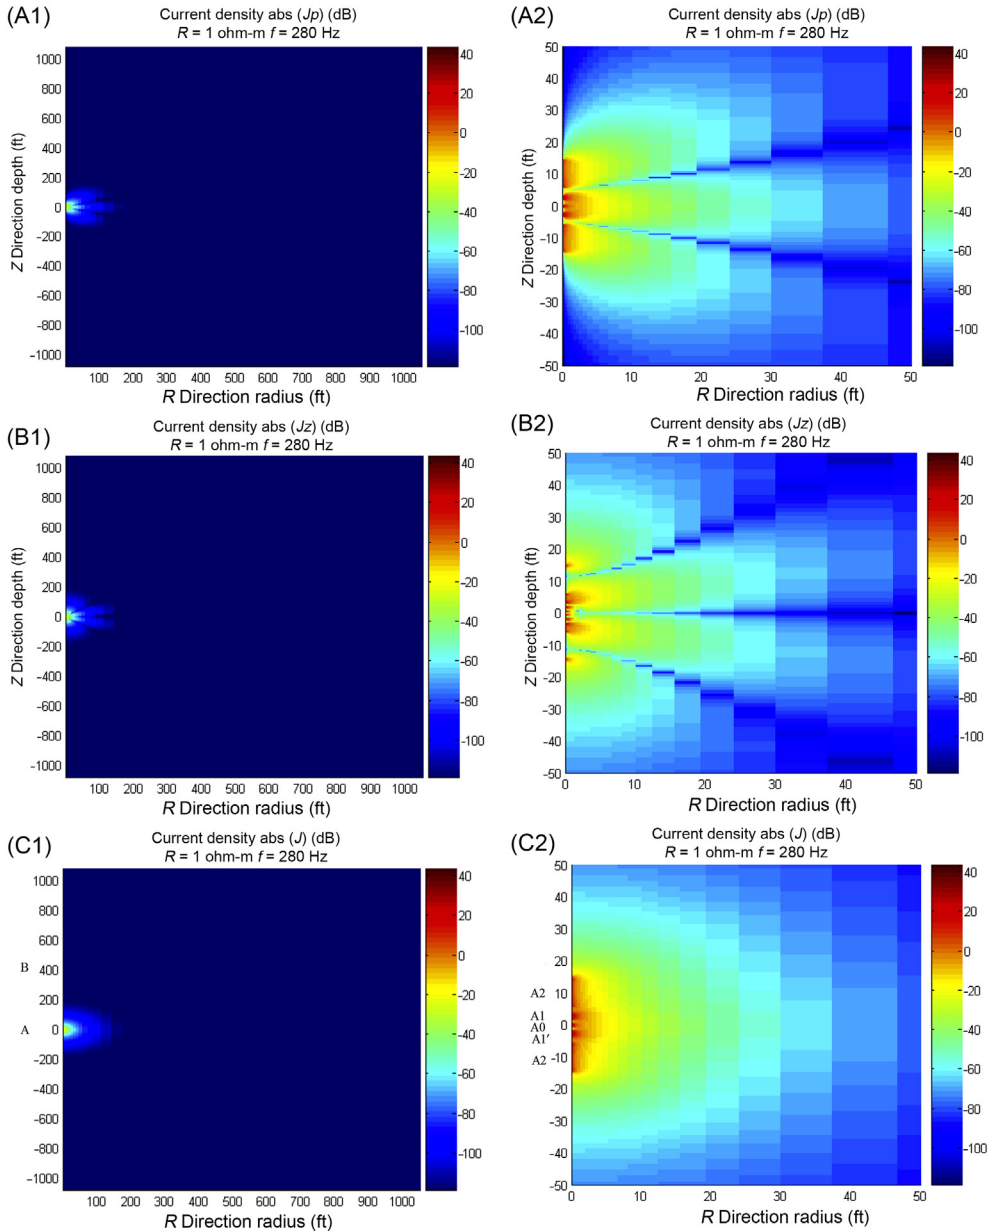 (A1)
Current density abs (Jp) (dB)
R = 1 ohm-m f = 280 Hz
1000
800
600
400
200
0
−200
−400
−600
−800
−1000
Z Direction depth (ft)
100 200 300 400 500 600 700 800 900 1000
R Direction radius (ft)
40
20
0
−20
−40
−60
−80
−100
(A2)
Current density abs (Jp) (dB)
R = 1 ohm-m f = 280 Hz
50
40
30
20
10
0
−10
−20
−30
−40
−50
Z Direction depth (ft)
0 10 20 30 40 50
R Direction radius (ft)
40
20
0
−20
−40
−60
−80
−100
(B1)
Current density abs (Jz) (dB)
R = 1 ohm-m f = 280 Hz
1000
800
600
400
200
0
−200
−400
−600
−800
−1000
Z Direction depth (ft)
100 200 300 400 500 600 700 800 900 1000
R Direction radius (ft)
40
20
0
−20
−40
−60
−80
−100
(B2)
Current density abs (Jz) (dB)
R = 1 ohm-m f = 280 Hz
50
40
30
20
10
0
−10
−20
−30
−40
−50
Z Direction depth (ft)
0 10 20 30 40 50
R Direction radius (ft)
40
20
0
−20
−40
−60
−80
−100
(C1)
Current density abs (J) (dB)
R = 1 ohm-m f = 280 Hz
1000
800
600
B 400
200
A 0
−200
−400
−600
−800
−1000
100 200 300 400 500 600 700 800 900 1000
R Direction radius (ft)
40
20
0
−20
−40
−60
−80
−100
(C2)
Current density abs (J) (dB)
R = 1 ohm-m f = 280 Hz
50
40
30
20
A2 10
A1
A0 0
A1′
A2 −10
−20
−30
−40
−50
0 10 20 30 40 50
R Direction radius (ft)
40
20
0
−20
−40
−60
−80
−100